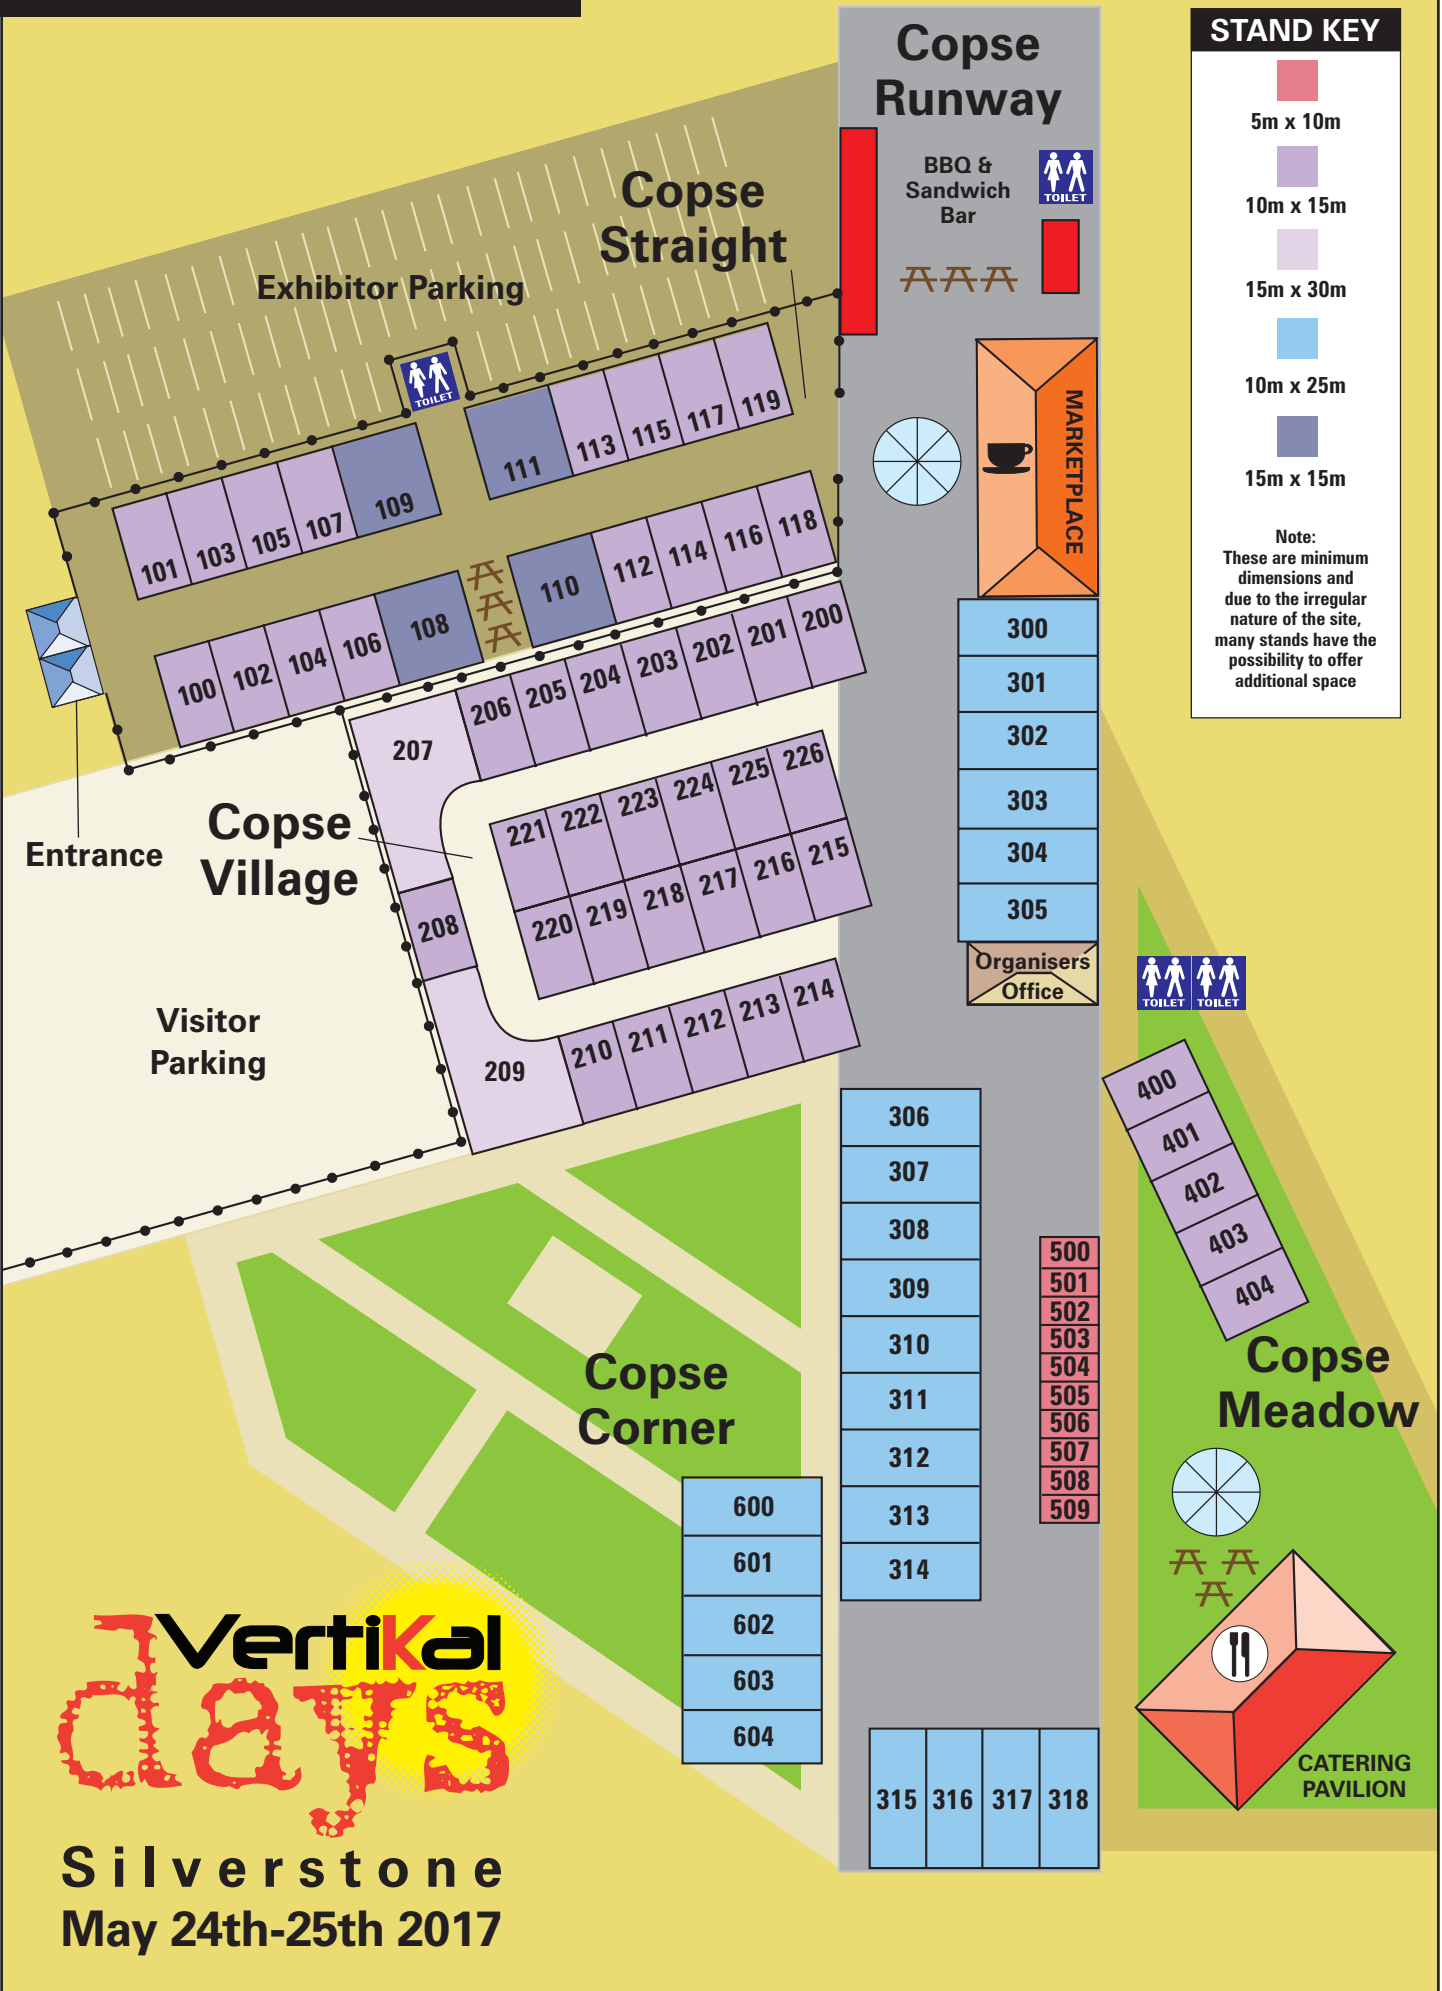 Copse
Runway
BBQ &
Sandwich
Bar
TOILET
STAND KEY
5m x 10m
10m x 15m
15m x 30m
10m x 25m
15m x 15m
Note:
These are minimum
dimensions and
due to the irregular
nature of the site,
many stands have the
possibility to offer
additional space
Copse
Straight
Exhibitor Parking
TOILET
MARKETPLACE
101
103
105
107
109
111
113
115
117
119
100
102
104
106
108
110
112
114
116
118
Entrance
Copse
Village
Visitor
Parking
206
205
204
203
202
201
200
207
208
209
221
222
223
224
225
226
220
219
218
217
216
215
210
211
212
213
214
300
301
302
303
304
305
Organisers
Office
TOILET
TOILET
400
401
402
403
404
Copse
Meadow
306
307
308
309
310
311
312
313
314
500
501
502
503
504
505
506
507
508
509
Copse
Corner
600
601
602
603
604
315
316
317
318
CATERING
PAVILION
VertiKal
days
Silverstone
May 24th-25th 2017